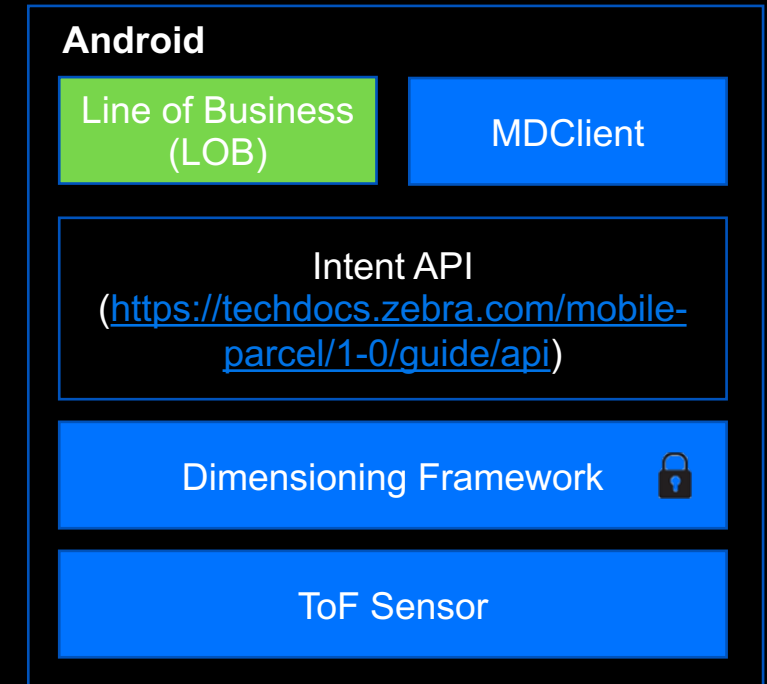 Android
Line of Business
(LOB)
MDClient
Intent API
(https://techdocs.zebra.com/mobile-
parcel/1-0/guide/api)
Dimensioning Framework
ToF Sensor